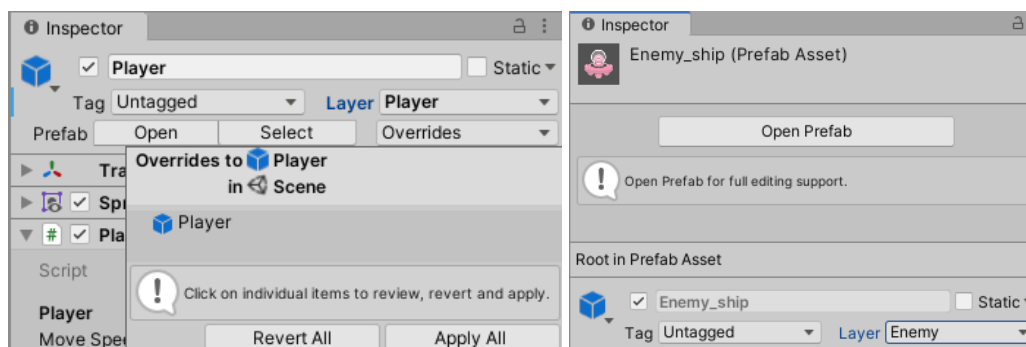 Inspector
Player
Static
Tag Untagged Layer Player
Prefab Open Select Overrides
Overrides to Player
in Scene
Tra
Spr
Player
Pla
Script
Click on individual items to review, revert and apply.
Player
Move Spee
Revert All Apply All
Inspector
Enemy_ship (Prefab Asset)
Open Prefab
Open Prefab for full editing support.
Root in Prefab Asset
Enemy_ship Static
Tag Untagged Layer Enemy